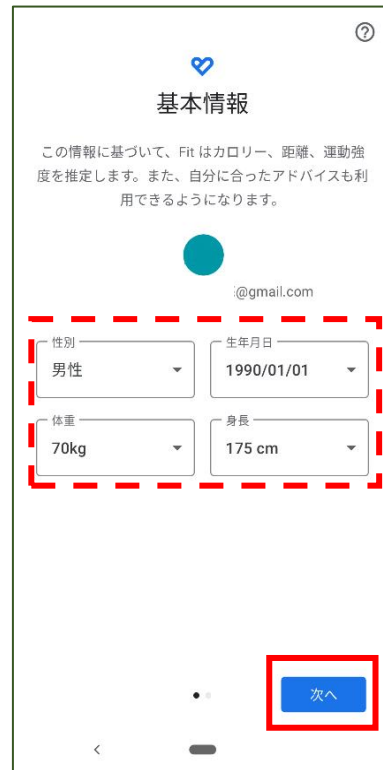 基本情報
この情報に基づいて、Fit はカロリー、距離、運動強
度を推定します。また、自分に合ったアドバイスも利
用できるようになります。
@gmail.com
性別
男性
生年月日
1990/01/01
体重
70kg
身長
175 cm
次へ